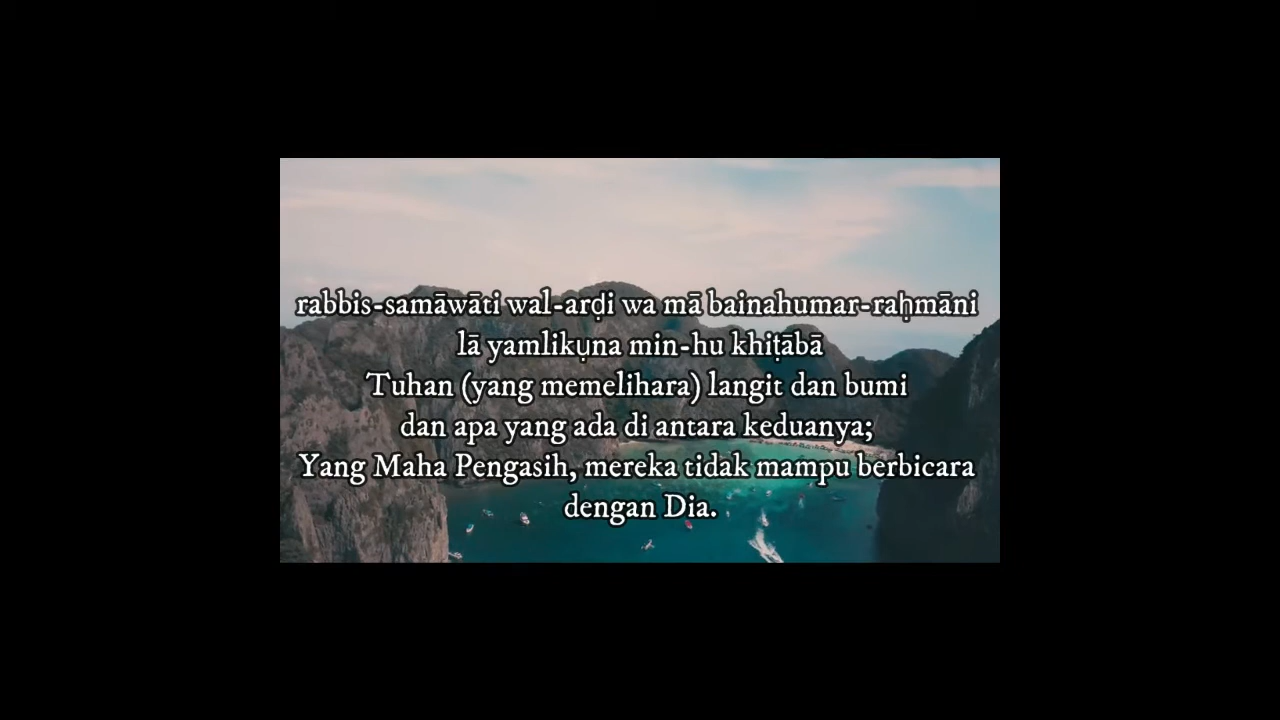 rabbis-samāwāti wal-arḍi wa mā bainahumar-raḥmāni
lā yamlikụna min-hu khiṭābā
Tuhan (yang memelihara) langit dan bumi
dan apa yang ada di antara keduanya;
Yang Maha Pengasih, mereka tidak mampu berbicara
dengan Dia.